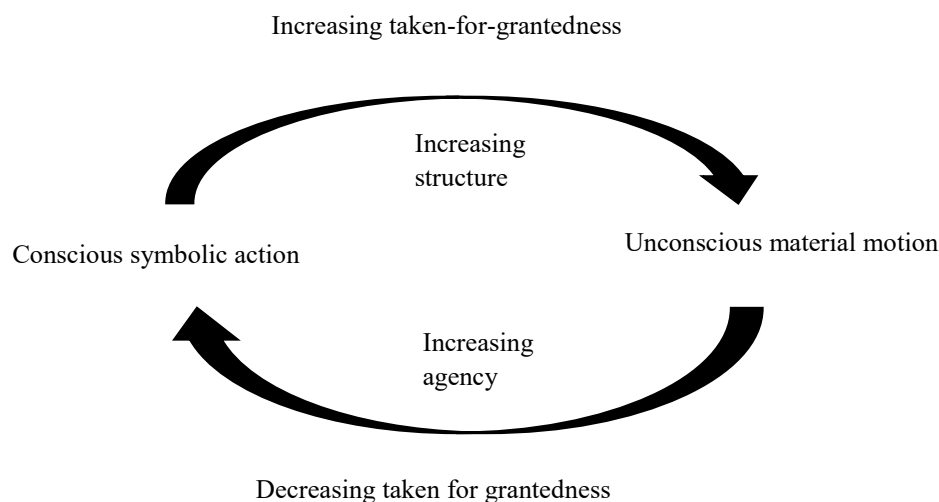 Increasing taken-for-grantedness
Increasing
structure
Conscious symbolic action
Unconscious material motion
Increasing
agency
Decreasing taken for grantedness